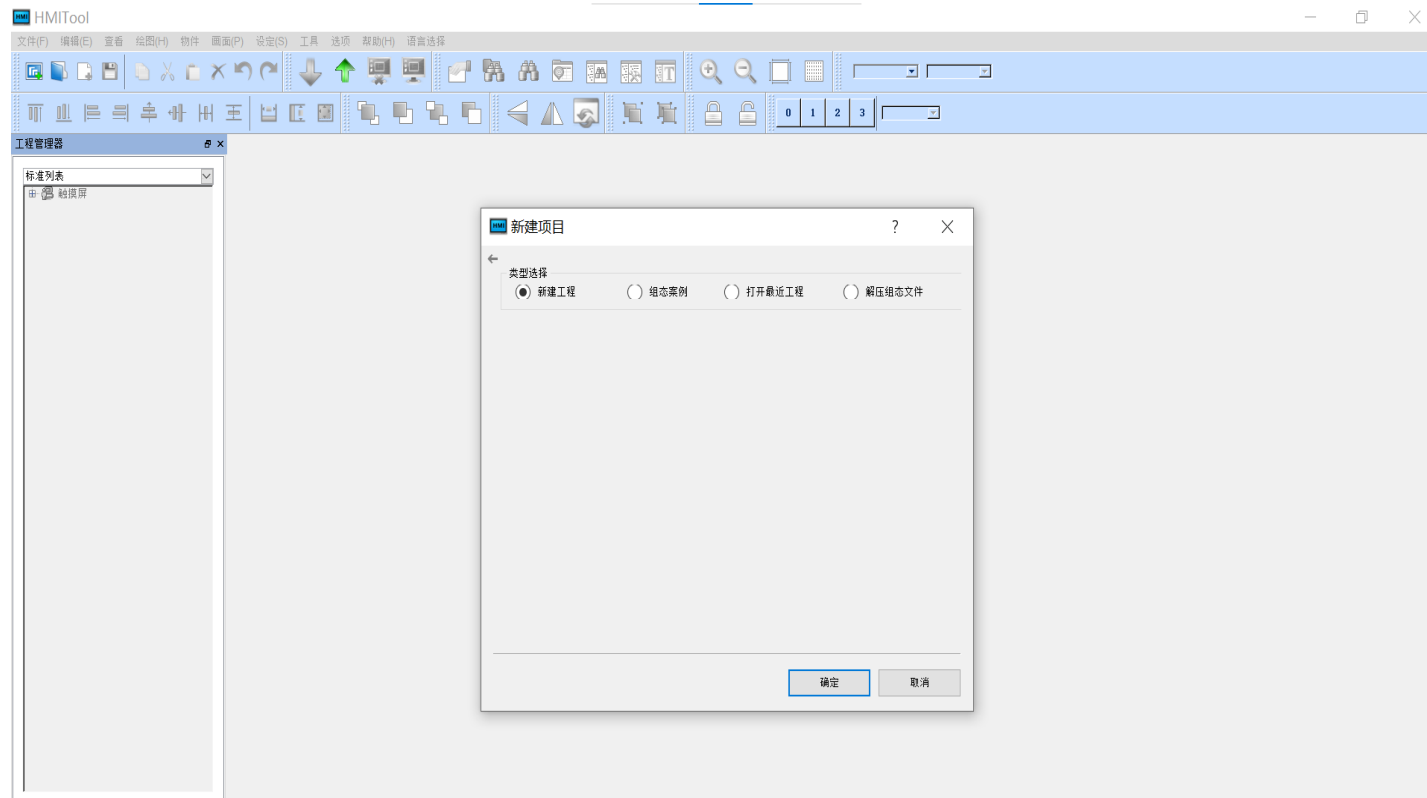 HMI HMITool
文件(F) 编辑(E) 查看 绘图(H) 物件 画面(P) 设定(S) 工具 选项 帮助(H) 语言选择
0 1 2 3
工程管理器
标准列表
触摸屏
HMI 新建项目
类型选择
新建工程 组态案例 打开最近工程 解压组态文件
确定 取消